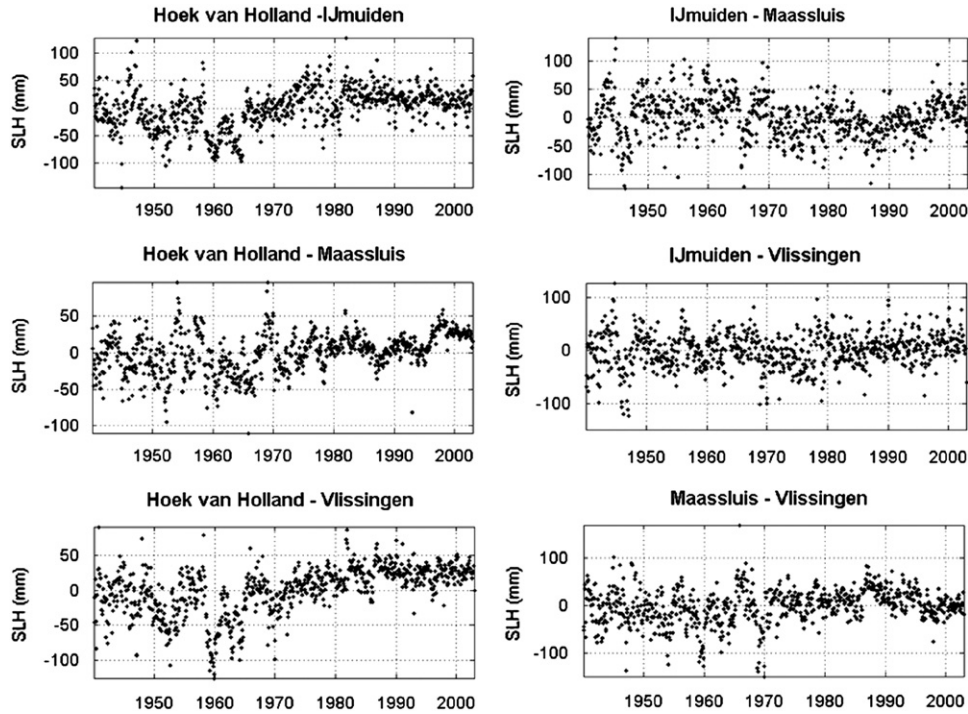 Hoek van Holland -IJmuiden
SLH (mm)
100
50
0
-50
-100
1950 1960 1970 1980 1990 2000
IJmuiden - Maassluis
SLH (mm)
100
50
0
-50
-100
1950 1960 1970 1980 1990 2000
Hoek van Holland - Maassluis
SLH (mm)
50
0
-50
-100
1950 1960 1970 1980 1990 2000
IJmuiden - Vlissingen
SLH (mm)
100
0
-100
1950 1960 1970 1980 1990 2000
Hoek van Holland - Vlissingen
SLH (mm)
50
0
-50
-100
1950 1960 1970 1980 1990 2000
Maassluis - Vlissingen
SLH (mm)
100
0
-100
1950 1960 1970 1980 1990 2000